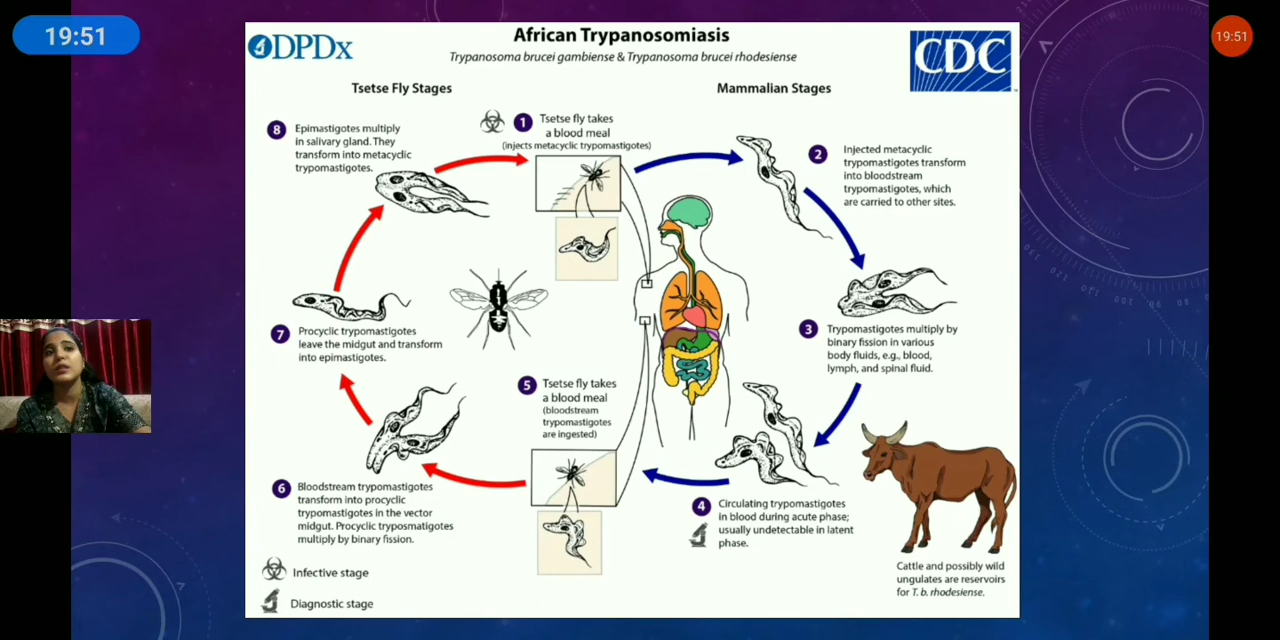 19:51
19:51
DPDx
African Trypanosomiasis
Trypanosoma brucei gambiense & Trypanosoma brucei rhodesiense
CDC
TM
Tsetse Fly Stages
Mammalian Stages
1
Tsetse fly takes
a blood meal
(injects metacyclic trypomastigotes)
2
Injected metacyclic
trypomastigotes transform
into bloodstream
trypomastigotes, which
are carried to other sites.
3
Trypomastigotes multiply by
binary fission in various
body fluids, e.g., blood,
lymph, and spinal fluid.
4
Circulating trypomastigotes
in blood during acute phase;
usually undetectable in latent
phase.
5
Tsetse fly takes
a blood meal
(bloodstream
trypomastigotes
are ingested)
6
Bloodstream trypomastigotes
transform into procyclic
trypomastigotes in the vector
midgut. Procyclic tryposmatigotes
multiply by binary fission.
7
Procyclic trypomastigotes
leave the midgut and transform
into epimastigotes.
8
Epimastigotes multiply
in salivary gland. They
transform into metacyclic
trypomastigotes.
Infective stage
Diagnostic stage
Cattle and possibly wild
ungulates are reservoirs
for T. b. rhodesiense.